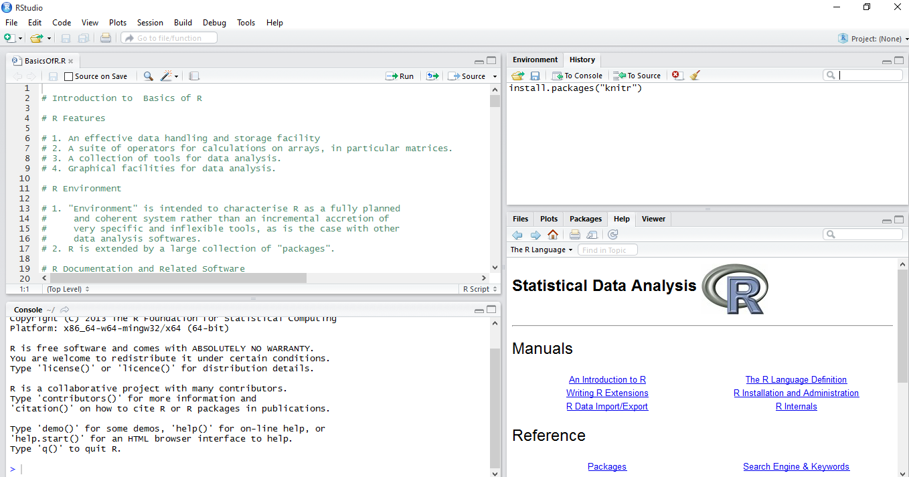 RStudio
File Edit Code View Plots Session Build Debug Tools Help
Go to file/function
Project: (None)
BasicsOfR.R
Source on Save
Run
Source
1
2 # Introduction to  Basics of R
3
4 # R Features
5
6 # 1. An effective data handling and storage facility
7 # 2. A suite of operators for calculations on arrays, in particular matrices.
8 # 3. A collection of tools for data analysis.
9 # 4. Graphical facilities for data analysis.
10
11 # R Environment
12
13 # 1. "Environment" is intended to characterise R as a fully planned
14 #     and coherent system rather than an incremental accretion of
15 #     very specific and inflexible tools, as is the case with other
16 #     data analysis softwares.
17 # 2. R is extended by a large collection of "packages".
18
19 # R Documentation and Related Software
20
1:1 (Top Level) R Script
Console ~/
Copyright (C) 2013 The R Foundation for Statistical Computing
Platform: x86_64-w64-mingw32/x64 (64-bit)
R is free software and comes with ABSOLUTELY NO WARRANTY.
You are welcome to redistribute it under certain conditions.
Type 'license()' or 'licence()' for distribution details.
R is a collaborative project with many contributors.
Type 'contributors()' for more information and
'citation()' on how to cite R or R packages in publications.
Type 'demo()' for some demos, 'help()' for on-line help, or
'help.start()' for an HTML browser interface to help.
Type 'q()' to quit R.
>
Environment History
To Console To Source
install.packages("knitr")
Files Plots Packages Help Viewer
The R Language Find in Topic
Statistical Data Analysis R
Manuals
An Introduction to R The R Language Definition
Writing R Extensions R Installation and Administration
R Data Import/Export R Internals
Reference
Packages Search Engine & Keywords